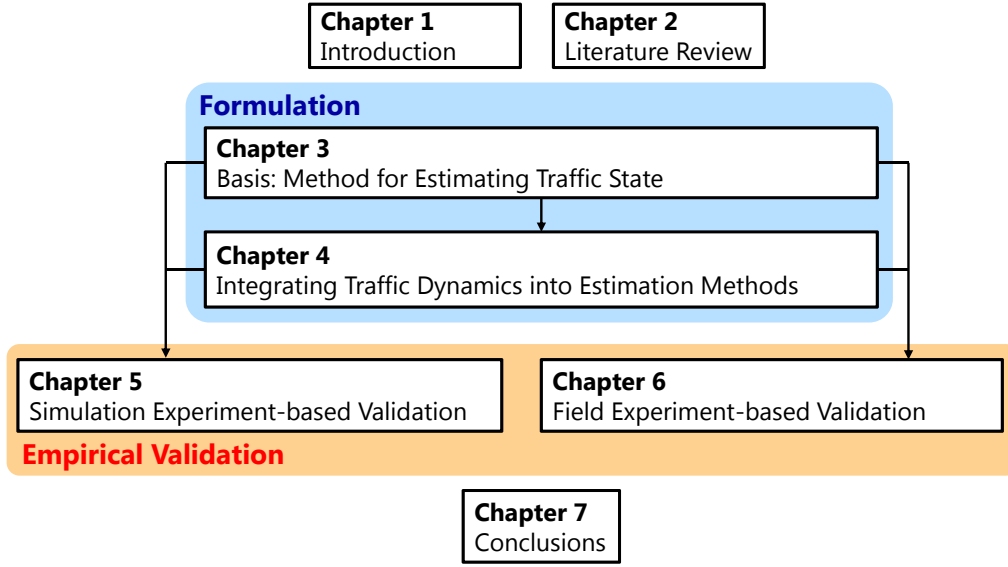 Chapter 1
Introduction
Chapter 2
Literature Review
Formulation
Chapter 3
Basis: Method for Estimating Traffic State
Chapter 4
Integrating Traffic Dynamics into Estimation Methods
Chapter 5
Simulation Experiment-based Validation
Chapter 6
Field Experiment-based Validation
Empirical Validation
Chapter 7
Conclusions